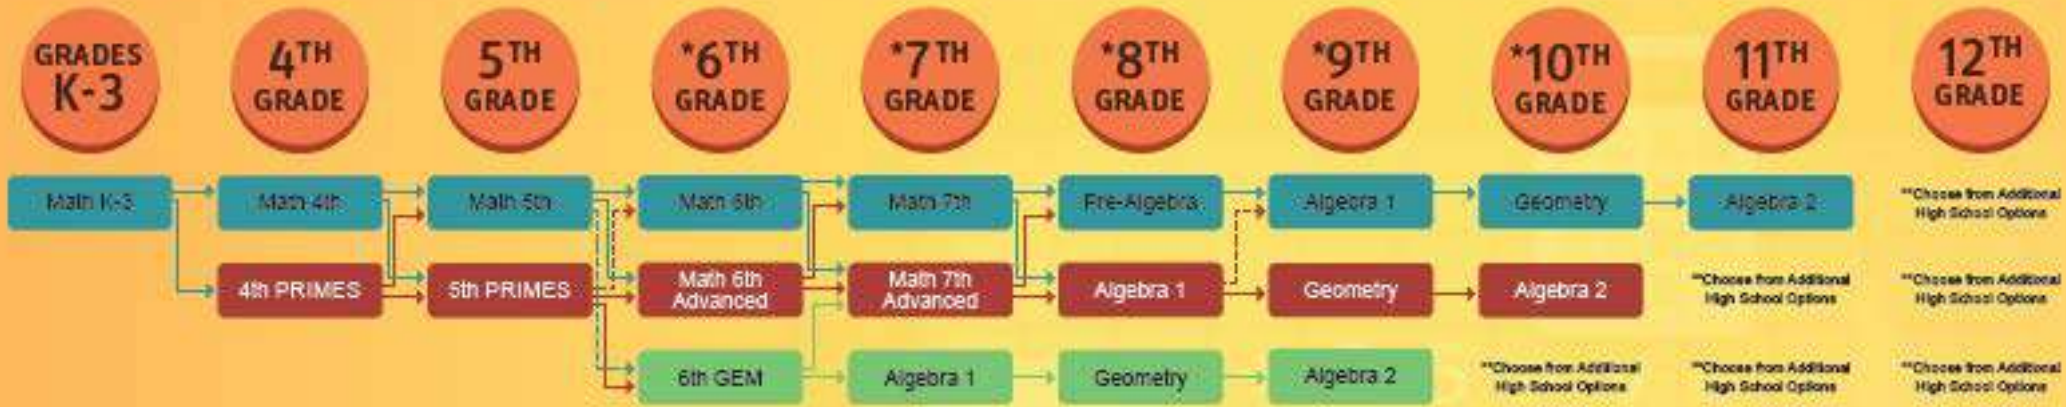 GRADES
K-3
4TH
GRADE
5TH
GRADE
*6TH
GRADE
*7TH
GRADE
*8TH
GRADE
*9TH
GRADE
*10TH
GRADE
11TH
GRADE
12TH
GRADE
Math K-3
Math 4th
Math 5th
Math 6th
Math 7th
Pre-Algebra
Algebra 1
Geometry
Algebra 2
**Choose from Additional
High School Options
4th PRIMES
5th PRIMES
Math 6th
Advanced
Math 7th
Advanced
Algebra 1
Geometry
Algebra 2
**Choose from Additional
High School Options
**Choose from Additional
High School Options
6th GEM
Algebra 1
Geometry
Algebra 2
**Choose from Additional
High School Options
**Choose from Additional
High School Options
**Choose from Additional
High School Options